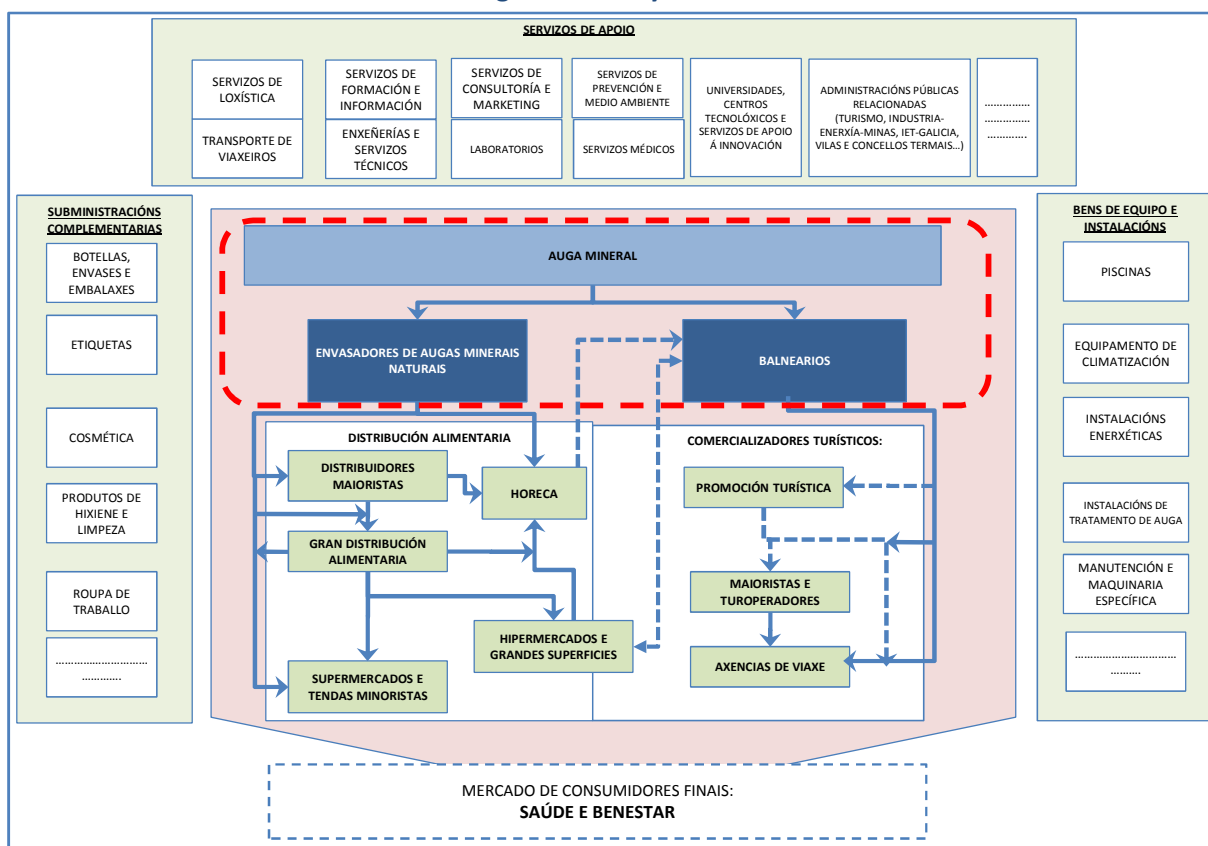 SERVIZOS DE APOIO
SERVIZOS DE
LOXÍSTICA
SERVIZOS DE
FORMACIÓN E
INFORMACIÓN
SERVIZOS DE
CONSULTORÍA E
MARKETING
SERVIZOS DE
PREVENCIÓN E
MEDIO AMBIENTE
UNIVERSIDADES,
CENTROS
TECNOLÓXICOS E
SERVIZOS DE APOIO
Á INNOVACIÓN
ADMINISTRACIÓNS PÚBLICAS
RELACIONADAS
(TURISMO, INDUSTRIA-
ENERXÍA-MINAS, IET-GALICIA,
VILAS E CONCELLOS TERMAIS…)
……………
……………
………….
TRANSPORTE DE
VIAXEIROS
ENXEÑERÍAS E
SERVIZOS
TÉCNICOS
LABORATORIOS
SERVIZOS MÉDICOS
SUBMINISTRACIÓNS
COMPLEMENTARIAS
BOTELLAS,
ENVASES E
EMBALAXES
ETIQUETAS
COSMÉTICA
PRODUTOS DE
HIXIENE E
LIMPEZA
ROUPA DE
TRABALLO
…………………………
………….
AUGA MINERAL
ENVASADORES DE AUGAS MINERAIS
NATURAIS
BALNEARIOS
DISTRIBUCIÓN ALIMENTARIA
DISTRIBUIDORES
MAIORISTAS
HORECA
GRAN DISTRIBUCIÓN
ALIMENTARIA
HIPERMERCADOS E
GRANDES SUPERFICIES
SUPERMERCADOS E
TENDAS MINORISTAS
COMERCIALIZADORES TURÍSTICOS:
PROMOCIÓN TURÍSTICA
MAIORISTAS E
TUROPERADORES
AXENCIAS DE VIAXE
BENS DE EQUIPO E
INSTALACIÓNS
PISCINAS
EQUIPAMENTO DE
CLIMATIZACIÓN
INSTALACIÓNS
ENERXÉTICAS
INSTALACIÓNS DE
TRATAMENTO DE AUGA
MANUTENCIÓN E
MAQUINARIA
ESPECÍFICA
……………………………
……….
MERCADO DE CONSUMIDORES FINAIS:
SAÚDE E BENESTAR